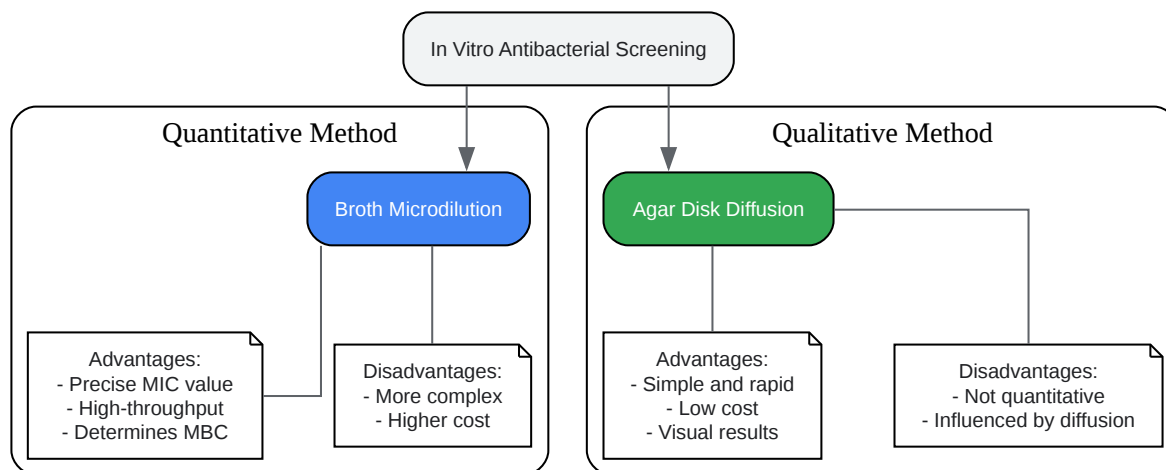 In Vitro Antibacterial Screening
Quantitative Method
Qualitative Method
Broth Microdilution
Agar Disk Diffusion
Advantages:
- Precise MIC value
- High-throughput
- Determines MBC
Disadvantages:
- More complex
- Higher cost
Advantages:
- Simple and rapid
- Low cost
- Visual results
Disadvantages:
- Not quantitative
- Influenced by diffusion